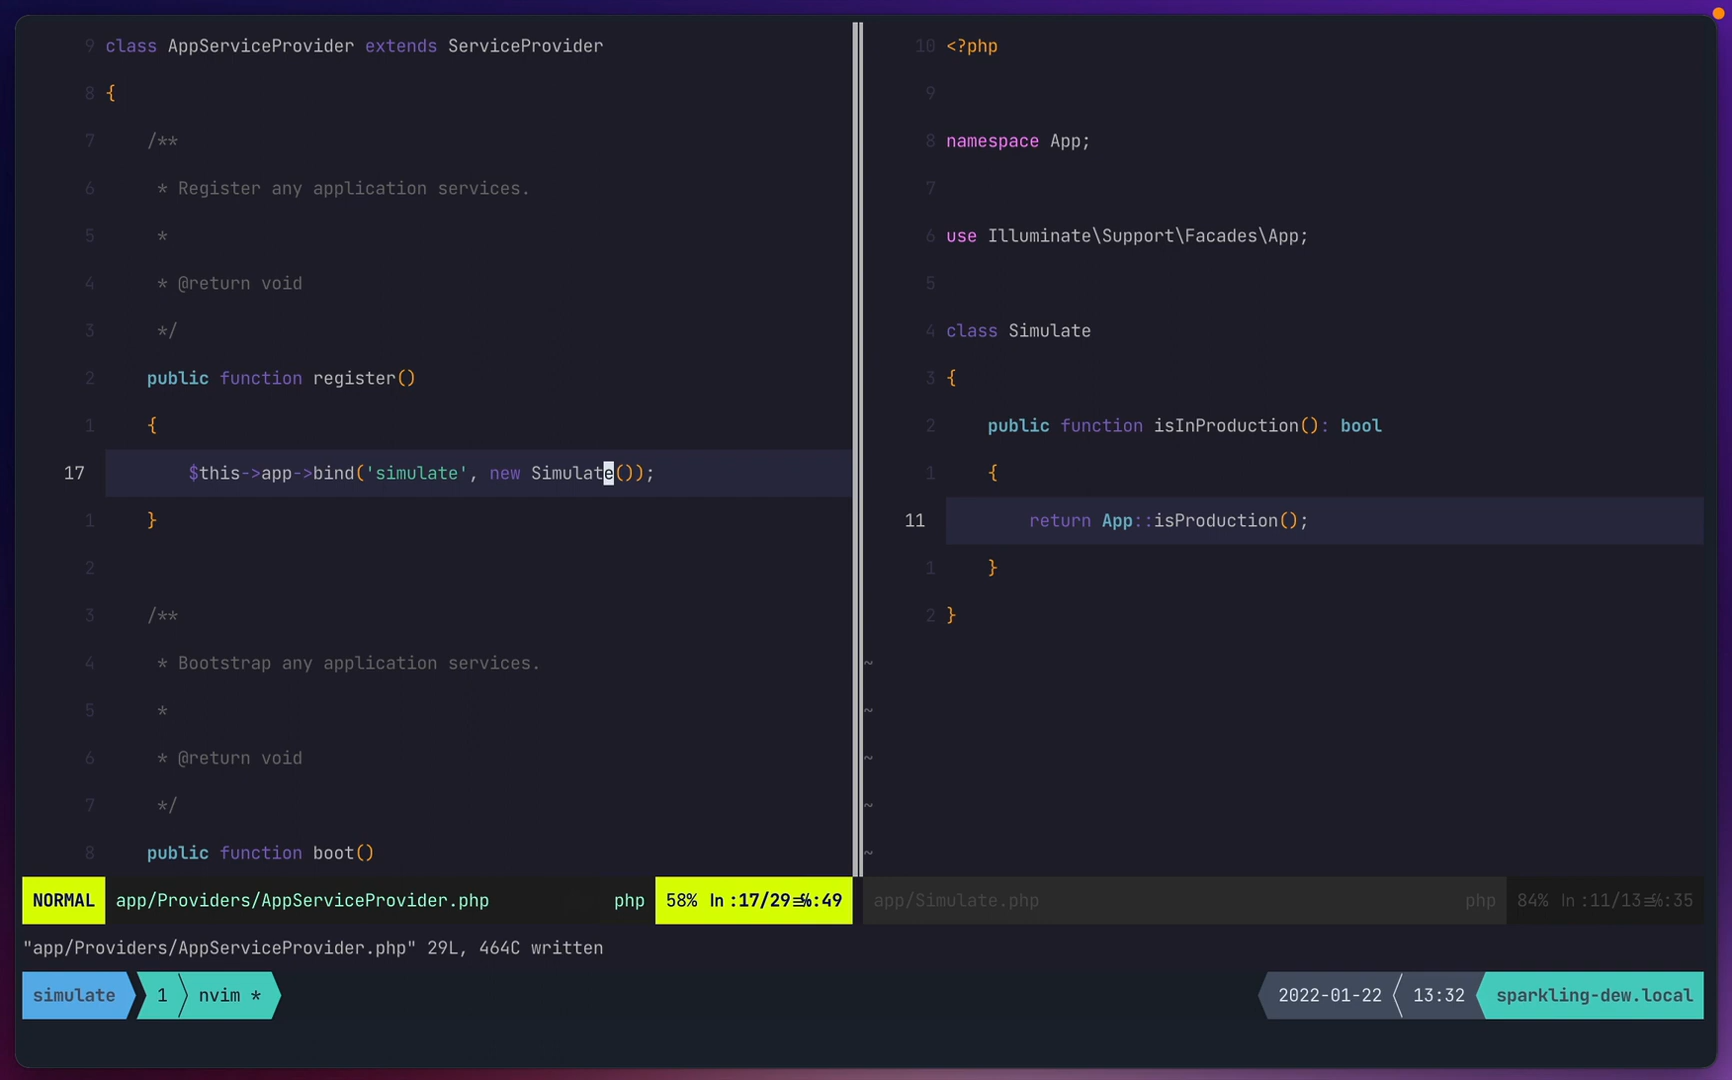 9 class AppServiceProvider extends ServiceProvider
8 {
7     /**
6      * Register any application services.
5      *
4      * @return void
3      */
2     public function register()
1     {
17         $this->app->bind('simulate', new Simulate());
1     }
2
3     /**
4      * Bootstrap any application services.
5      *
6      * @return void
7      */
8     public function boot()
10 <?php
9
8 namespace App;
7
6 use Illuminate\Support\Facades\App;
5
4 class Simulate
3 {
2     public function isInProduction(): bool
1     {
11         return App::isProduction();
1     }
2 }
~
~
~
~
~
NORMAL app/Providers/AppServiceProvider.php php 58% ln :17/29 :49
app/Simulate.php php 84% ln :11/13 :35
"app/Providers/AppServiceProvider.php" 29L, 464C written
simulate 1 nvim * 2022-01-22 13:32 sparkling-dew.local